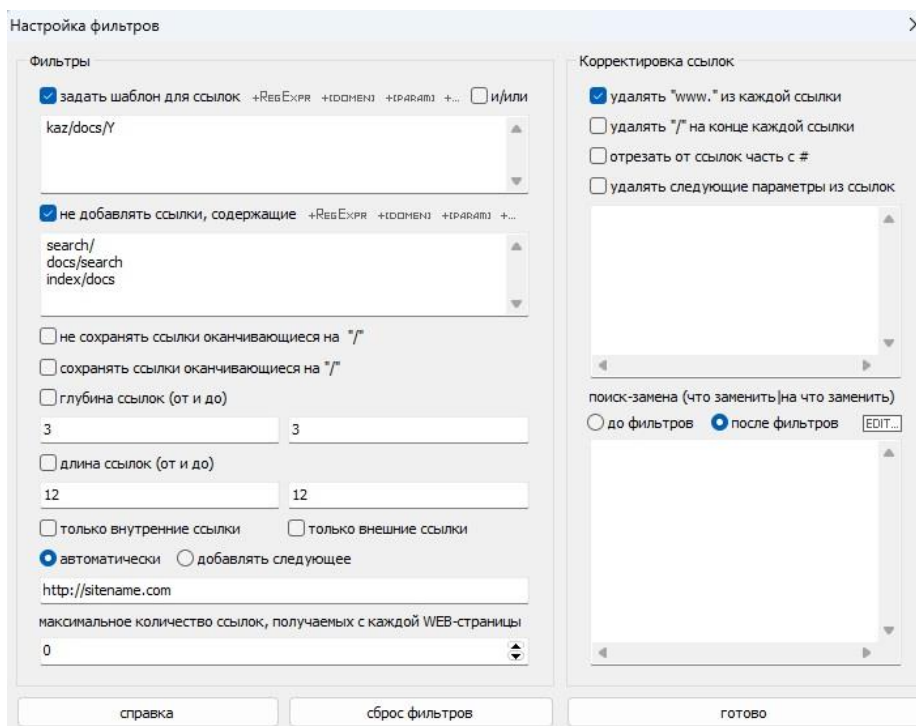 Настройка фильтров
Фильтры
задать шаблон для ссылок +RegExpr +[DOMEN] +[PARAM] +... и/или
kaz/docs/Y
не добавлять ссылки, содержащие +RegExpr +[DOMEN] +[PARAM] +...
search/
docs/search
index/docs
не сохранять ссылки оканчивающиеся на "/"
сохранять ссылки оканчивающиеся на "/"
глубина ссылок (от и до)
3 3
длина ссылок (от и до)
12 12
только внутренние ссылки только внешние ссылки
автоматически добавлять следующее
http://sitename.com
максимальное количество ссылок, получаемых с каждой WEB-страницы
0
Корректировка ссылок
удалять "www." из каждой ссылки
удалять "/" на конце каждой ссылки
отрезать от ссылок часть с #
удалять следующие параметры из ссылок
поиск-замена (что заменить|на что заменить)
до фильтров после фильтров EDIT...
справка сброс фильтров готово